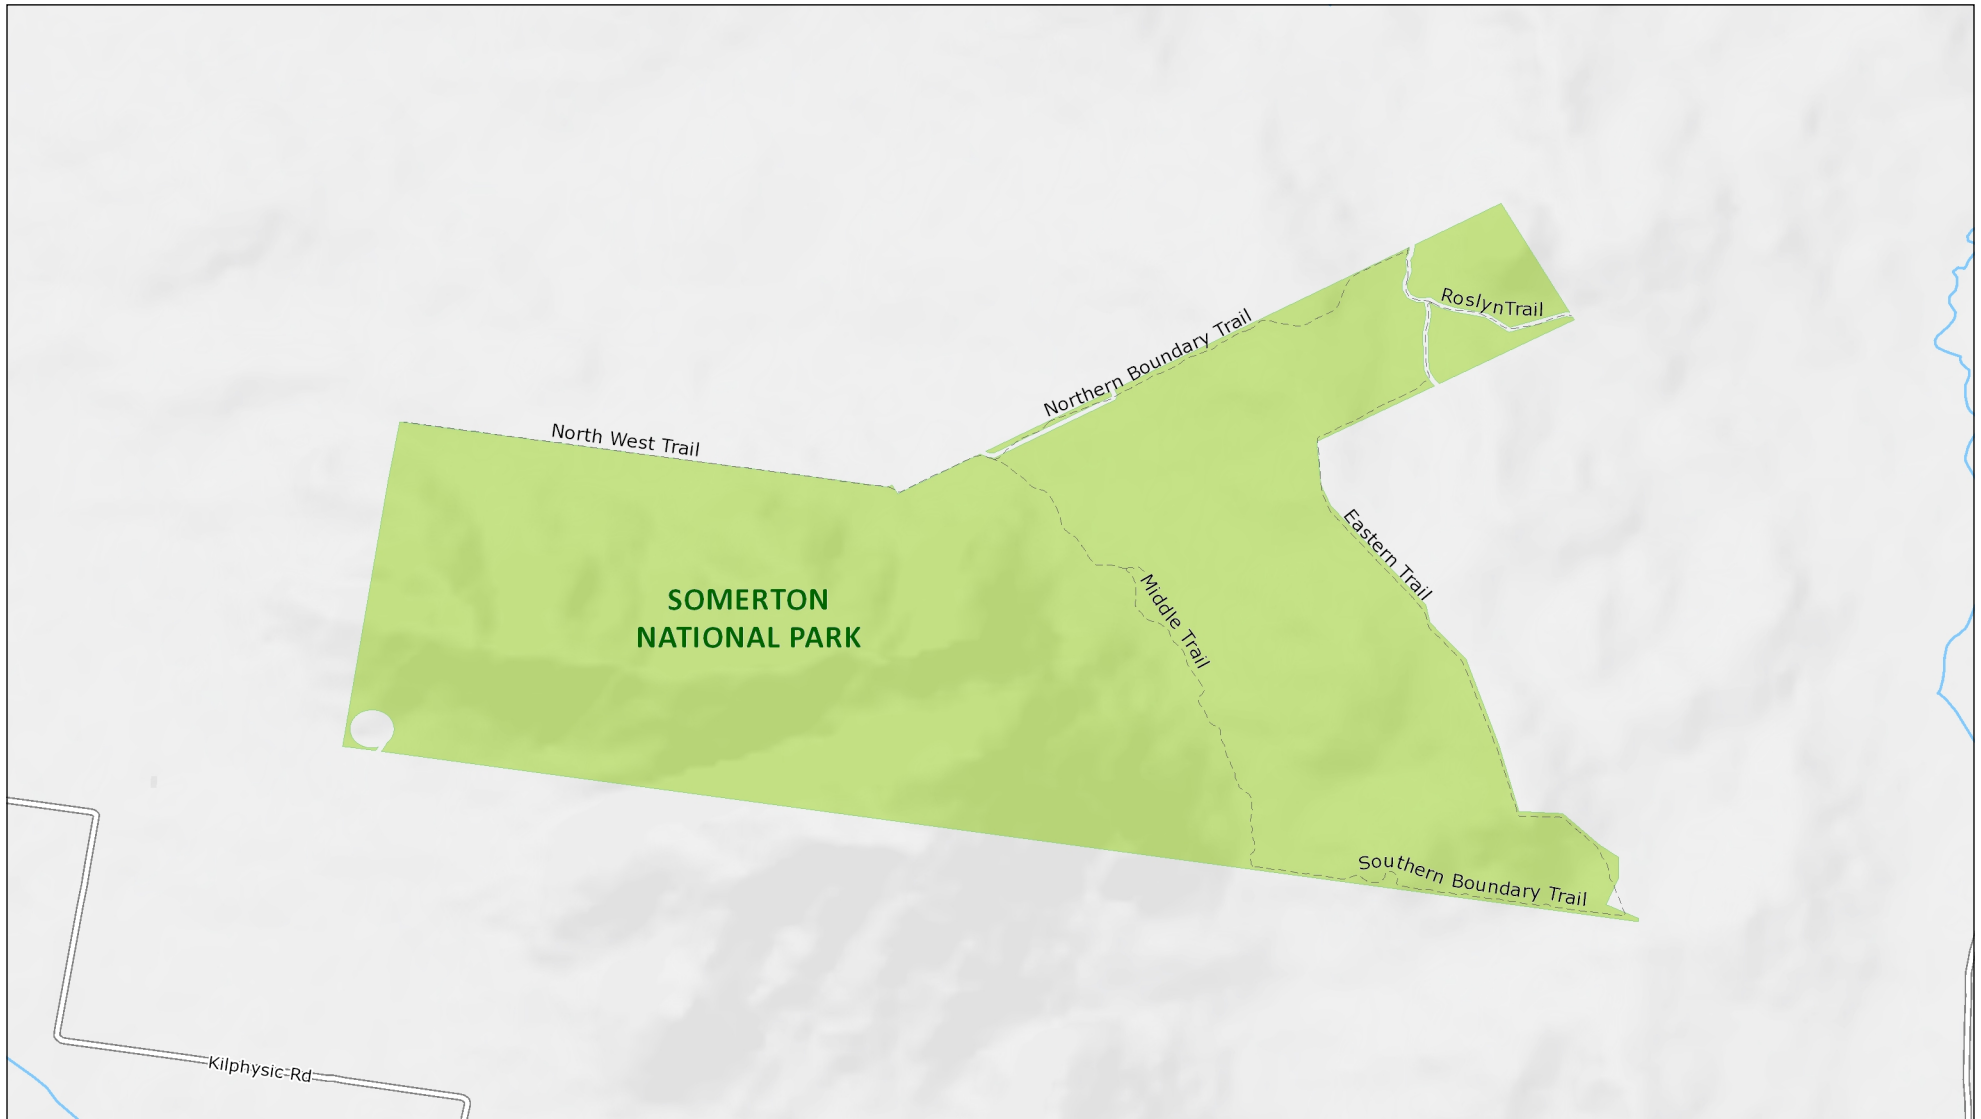 RoslynTrail
Northern Boundary Trail
North West Trail
Eastern Trail
Middle Trail
SOMERTON
NATIONAL PARK
Southern Boundary Trail
Kilphysic Rd